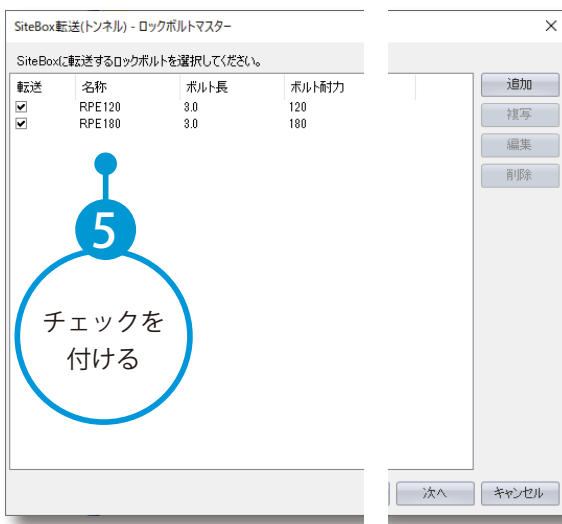 SiteBox転送(トンネル) - ロックボルトマスター
SiteBoxに転送するロックボルトを選択してください。
転送 名称 ボルト長 ボルト耐力
RPE120 3.0 120
RPE180 3.0 180
追加
複写
編集
削除
5
チェックを
付ける
次へ キャンセル